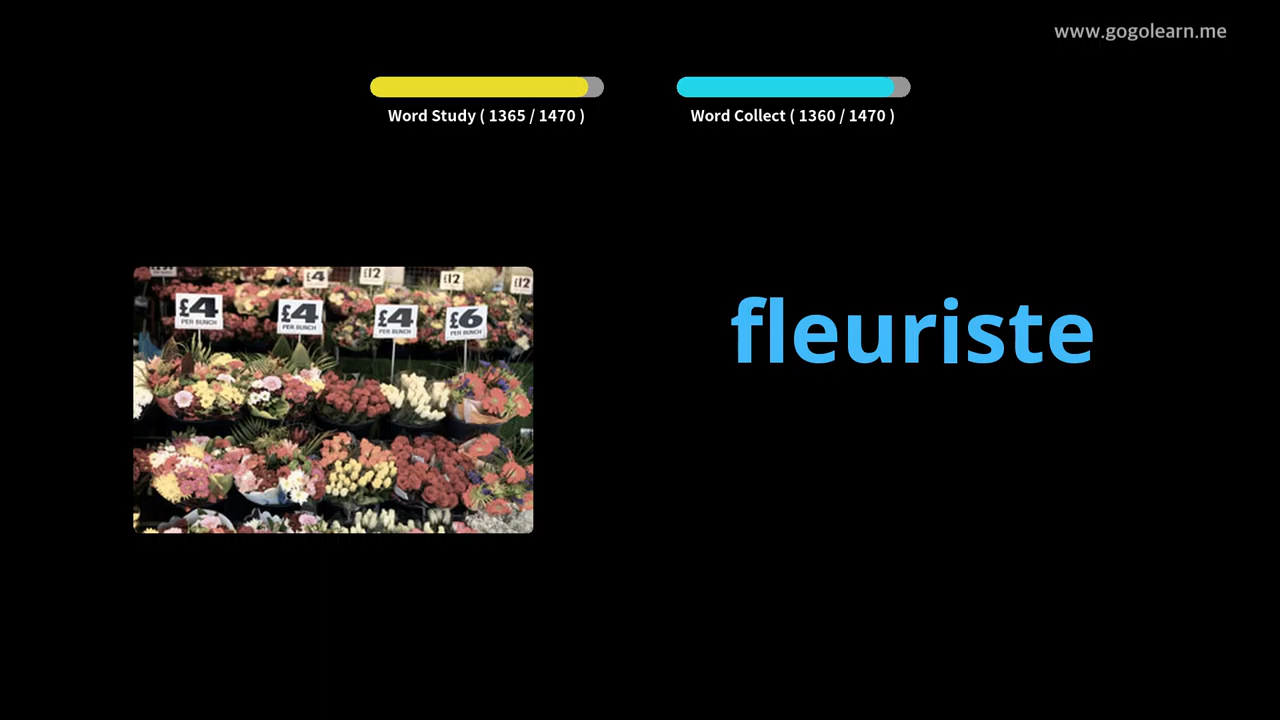 www.gogolearn.me
Word Study ( 1365 / 1470 )
Word Collect ( 1360 / 1470 )
£4
£12
£12
£12
£4
PER BUNCH
£4
PER BUNCH
£4
PER BUNCH
£6
PER BUNCH
fleuriste